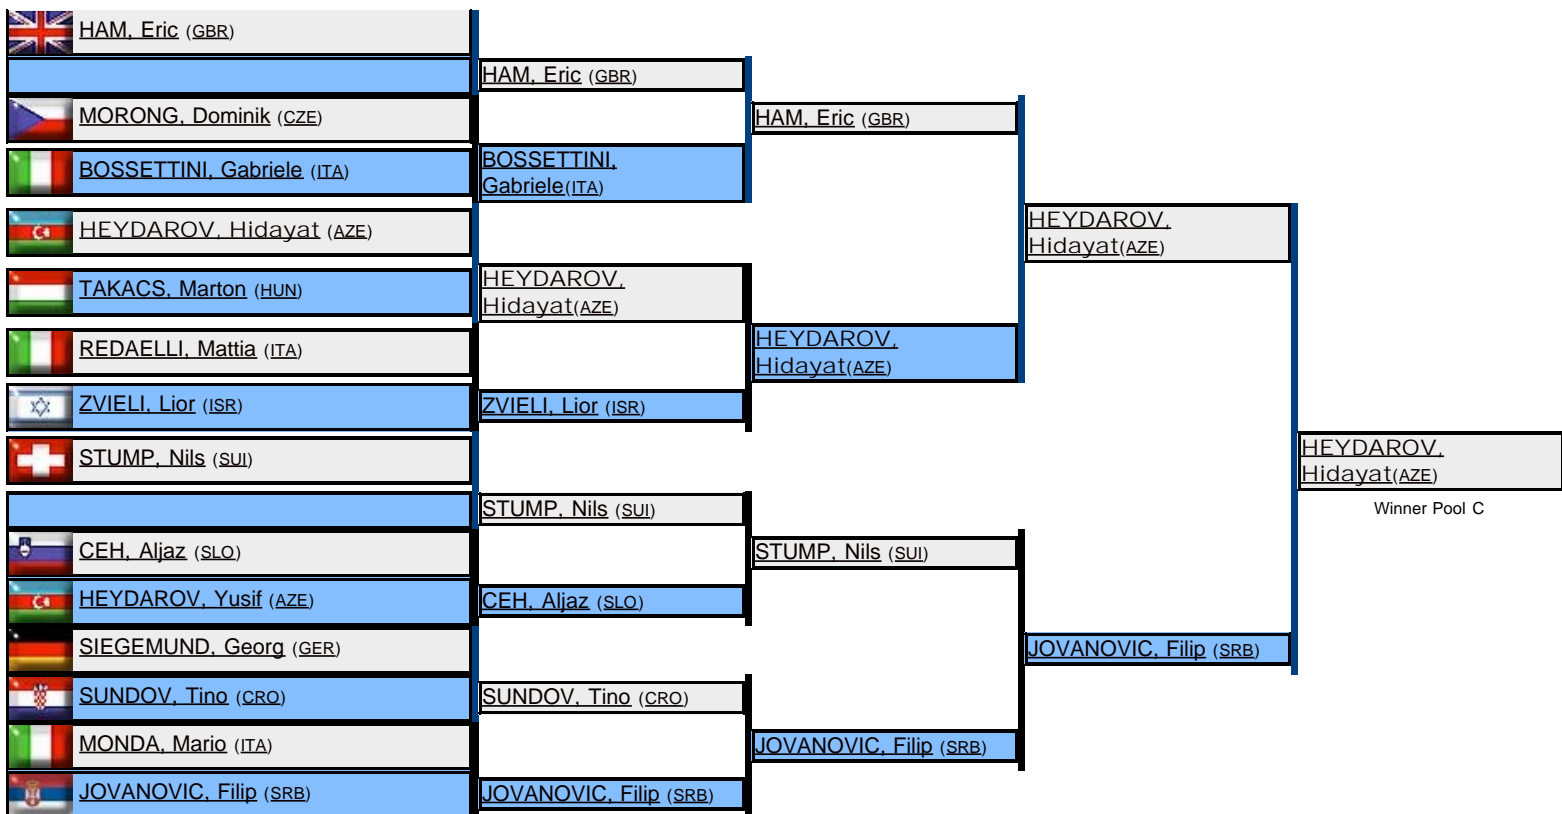 HAM, Eric (GBR)
MORONG, Dominik (CZE)
BOSSETTINI, Gabriele (ITA)
HEYDAROV, Hidayat (AZE)
TAKACS, Marton (HUN)
REDAELLI, Mattia (ITA)
ZVIELI, Lior (ISR)
STUMP, Nils (SUI)
CEH, Aljaz (SLO)
HEYDAROV, Yusif (AZE)
SIEGEMUND, Georg (GER)
SUNDOV, Tino (CRO)
MONDA, Mario (ITA)
JOVANOVIC, Filip (SRB)
HAM, Eric (GBR)
BOSSETTINI,
Gabriele(ITA)
HEYDAROV,
Hidayat(AZE)
ZVIELI, Lior (ISR)
STUMP, Nils (SUI)
CEH, Aljaz (SLO)
SUNDOV, Tino (CRO)
JOVANOVIC, Filip (SRB)
HAM, Eric (GBR)
HEYDAROV,
Hidayat(AZE)
STUMP, Nils (SUI)
JOVANOVIC, Filip (SRB)
HEYDAROV,
Hidayat(AZE)
JOVANOVIC, Filip (SRB)
HEYDAROV,
Hidayat(AZE)
Winner Pool C